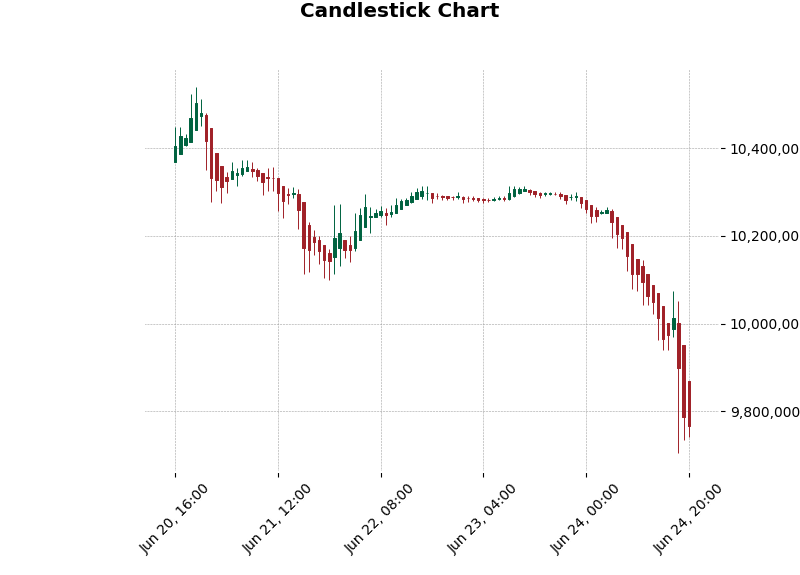 Candlestick Chart
10,400,00
10,200,00
10,000,00
9,800,000
Jun 20, 16:00
Jun 21, 12:00
Jun 22, 08:00
Jun 23, 04:00
Jun 24, 00:00
Jun 24, 20:00